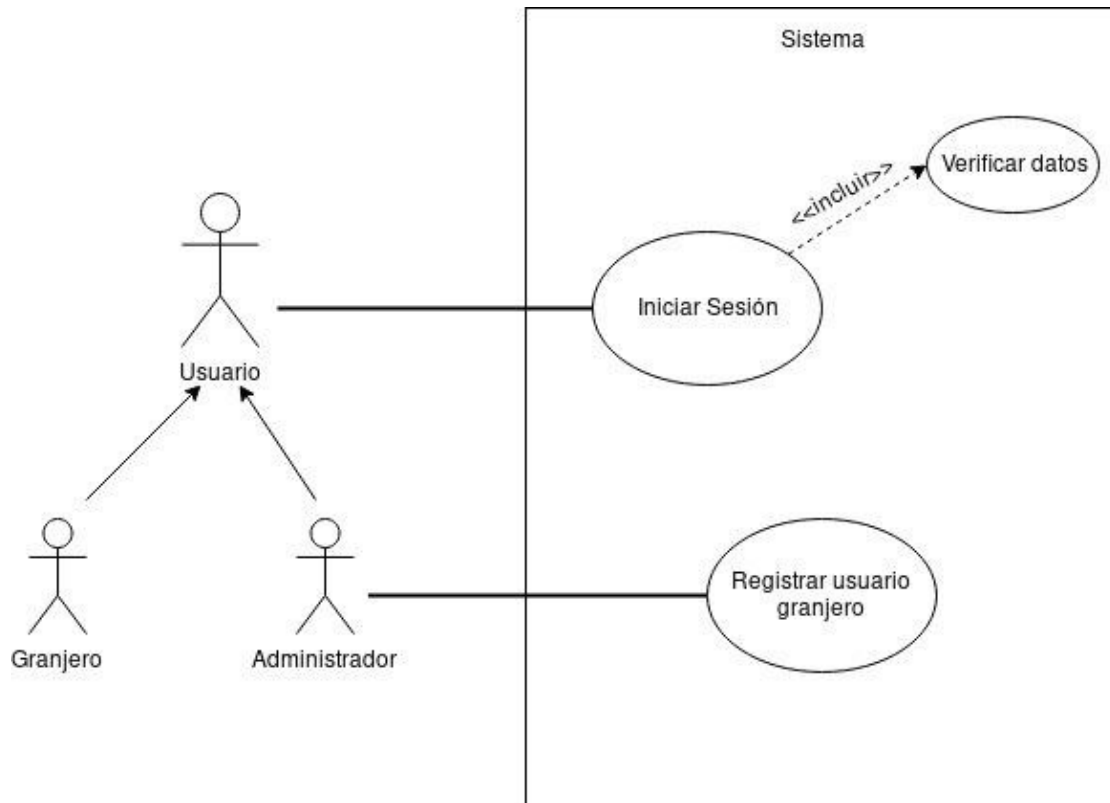 Sistema
Verificar datos
<<incluir>>
Iniciar Sesión
Usuario
Registrar usuario
granjero
Granjero
Administrador